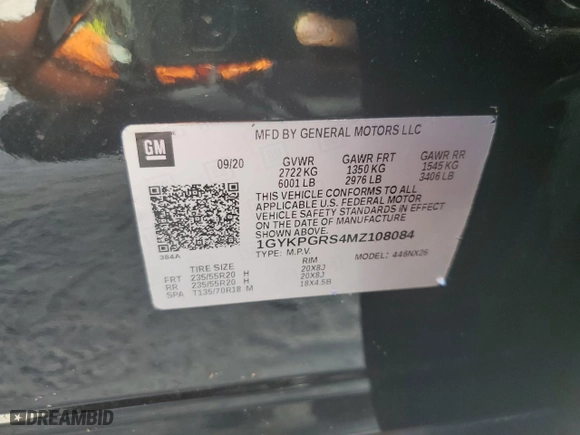 GM
MFD BY GENERAL MOTORS LLC
09/20 GVWR GAWR FRT GAWR RR
2722 KG 1350 KG 1545 KG
6001 LB 2976 LB 3406 LB
THIS VEHICLE CONFORMS TO ALL
APPLICABLE U.S. FEDERAL MOTOR
VEHICLE SAFETY STANDARDS IN EFFECT
ON THE DATE OF MANUFACTURE
SHOWN ABOVE.
1GYKPGRS4MZ108084
384A
TYPE: M.P.V. MODEL: 446NX26
TIRE SIZE RIM
FRT 235/55R20 H 20X8J
RR 235/55R20 H 20X8J
SPA T135/70R18 M 18X4.5B
DREAMBID